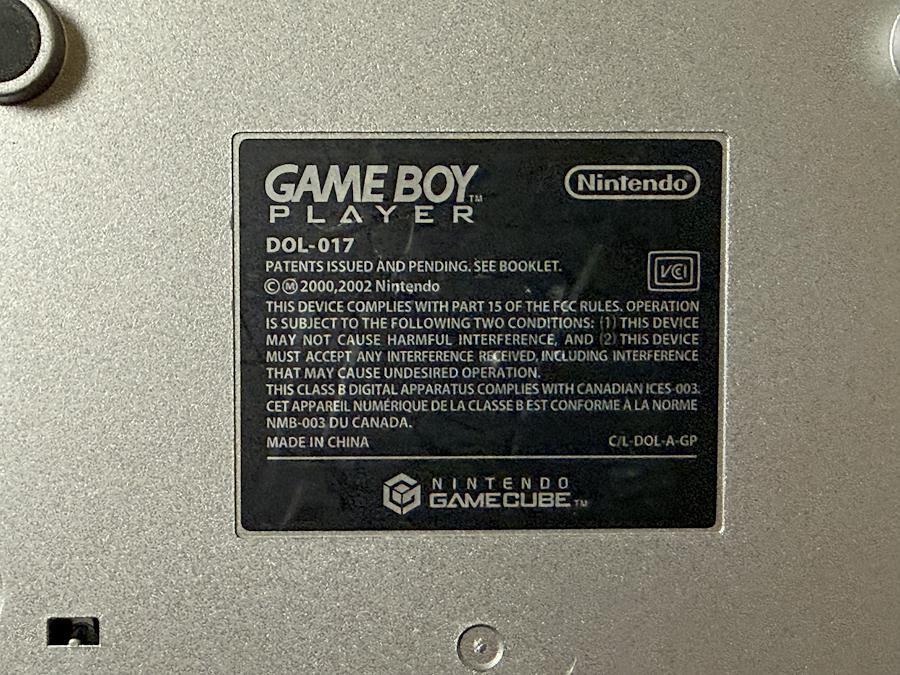 GAME BOY™
PLAYER
Nintendo
DOL-017
PATENTS ISSUED AND PENDING. SEE BOOKLET.
VCI
©Ⓜ2000,2002 Nintendo
THIS DEVICE COMPLIES WITH PART 15 OF THE FCC RULES. OPERATION
IS SUBJECT TO THE FOLLOWING TWO CONDITIONS: (1) THIS DEVICE
MAY NOT CAUSE HARMFUL INTERFERENCE, AND (2) THIS DEVICE
MUST ACCEPT ANY INTERFERENCE RECEIVED, INCLUDING INTERFERENCE
THAT MAY CAUSE UNDESIRED OPERATION.
THIS CLASS B DIGITAL APPARATUS COMPLIES WITH CANADIAN ICES-003.
CET APPAREIL NUMÉRIQUE DE LA CLASSE B EST CONFORME À LA NORME
NMB-003 DU CANADA.
MADE IN CHINA
C/L-DOL-A-GP
NINTENDO
GAMECUBE™